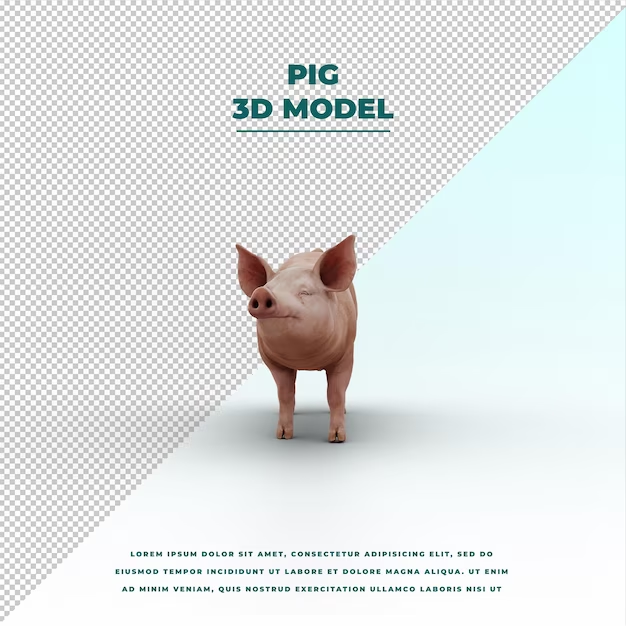 PIG
3D MODEL
LOREM IPSUM DOLOR SIT AMET, CONSECTETUR ADIPISICING ELIT, SED DO
EIUSMOD TEMPOR INCIDIDUNT UT LABORE ET DOLORE MAGNA ALIQUA. UT ENIM
AD MINIM VENIAM, QUIS NOSTRUD EXERCITATION ULLAMCO LABORIS NISI UT